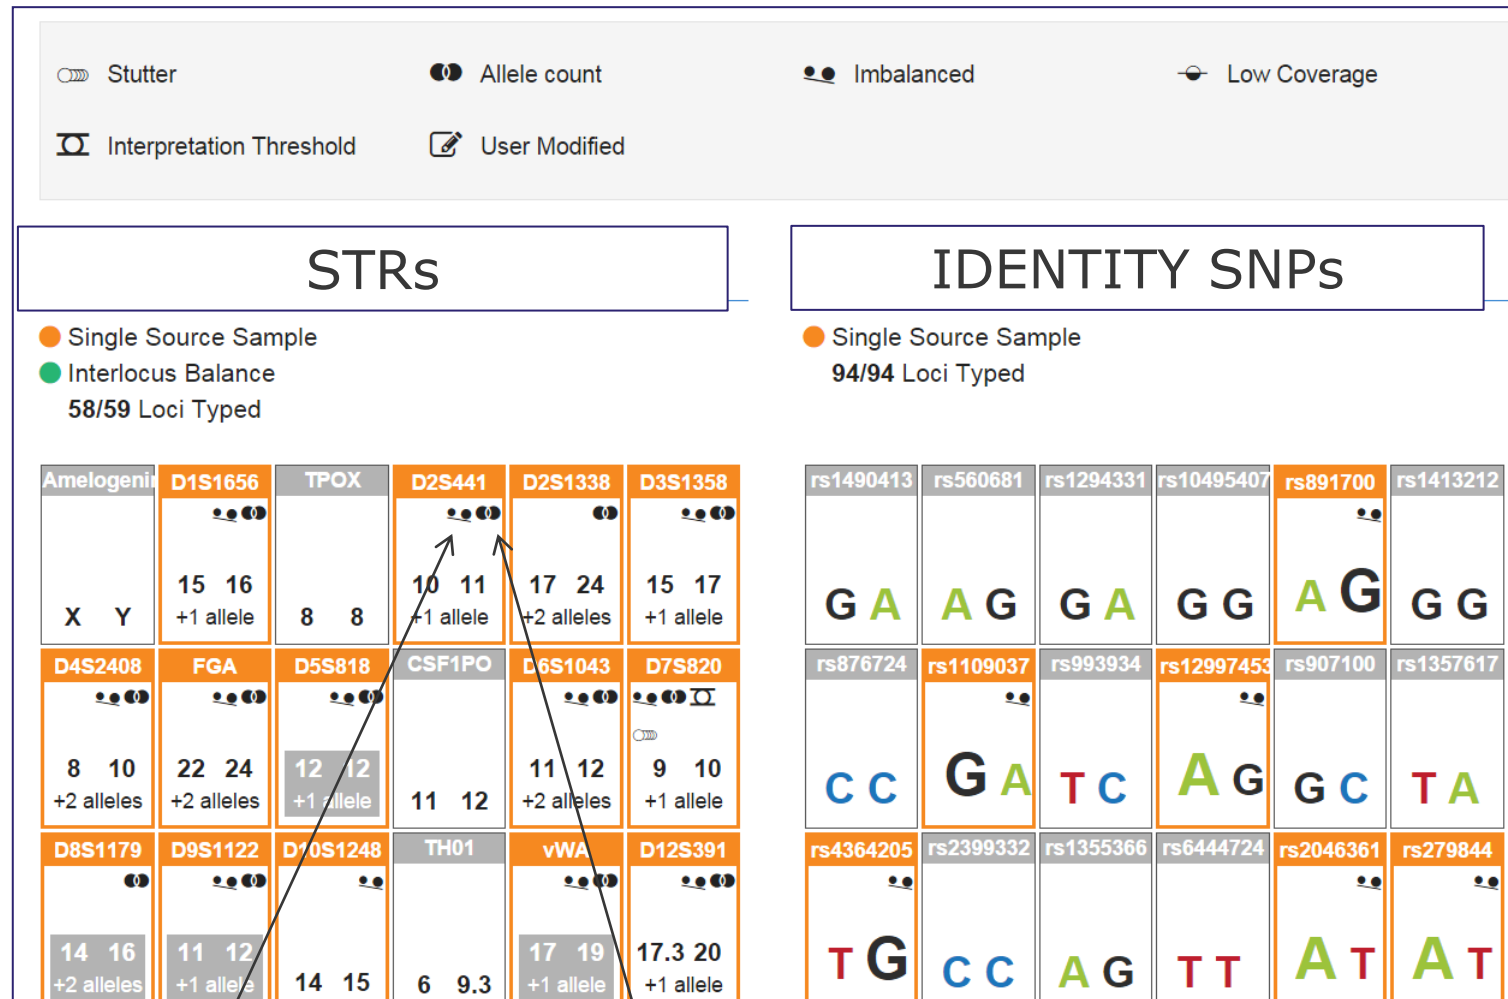 Stutter Allele count Imbalanced Low Coverage
Interpretation Threshold User Modified
STRs
Single Source Sample
Interlocus Balance
58/59 Loci Typed
Amelogenin D1S1656 TPOX D2S441 D2S1338 D3S1358
15 16 10 11 17 24 15 17
X Y +1 allele 8 8 +1 allele +2 alleles +1 allele
D4S2408 FGA D5S818 CSF1PO D6S1043 D7S820
8 10 22 24 12 12 11 12 9 10
+2 alleles +2 alleles +1 allele 11 12 +2 alleles +1 allele
D8S1179 D9S1122 D10S1248 TH01 vWA D12S391
14 16 11 12 17 19 17.3 20
+2 alleles +1 allele 14 15 6 9.3 +1 allele +1 allele
IDENTITY SNPs
Single Source Sample
94/94 Loci Typed
rs1490413 rs560681 rs1294331 rs10495407 rs891700 rs1413212
G A A G G A G G A G G G
rs876724 rs1109037 rs993934 rs12997453 rs907100 rs1357617
C C G A T C A G G C T A
rs4364205 rs2399332 rs1355366 rs6444724 rs2046361 rs279844
T G C C A G T T A T A T